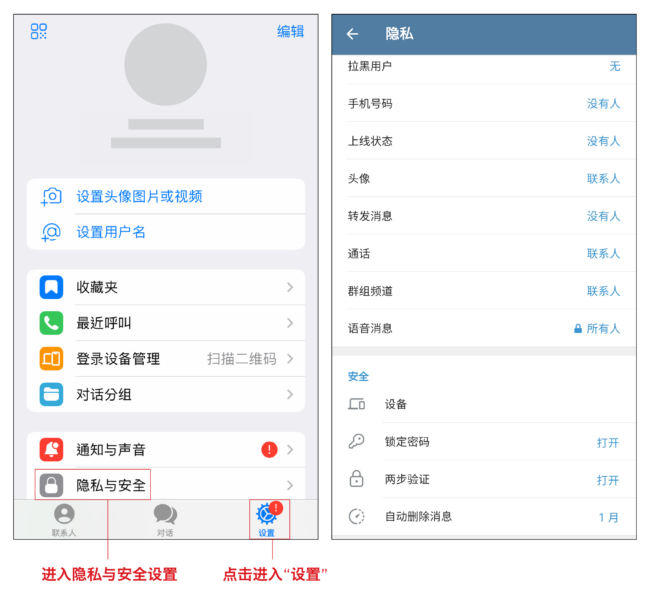 编辑
设置头像图片或视频
设置用户名
收藏夹
最近呼叫
登录设备管理 扫描二维码
对话分组
通知与声音 !
隐私与安全
!
联系人 对话 设置
进入隐私与安全设置 点击进入“设置”
隐私
拉黑用户 无
手机号码 没有人
上线状态 没有人
头像 联系人
转发消息 没有人
通话 联系人
群组频道 联系人
语音消息 所有人
安全
设备
锁定密码 打开
两步验证 打开
自动删除消息 1 月